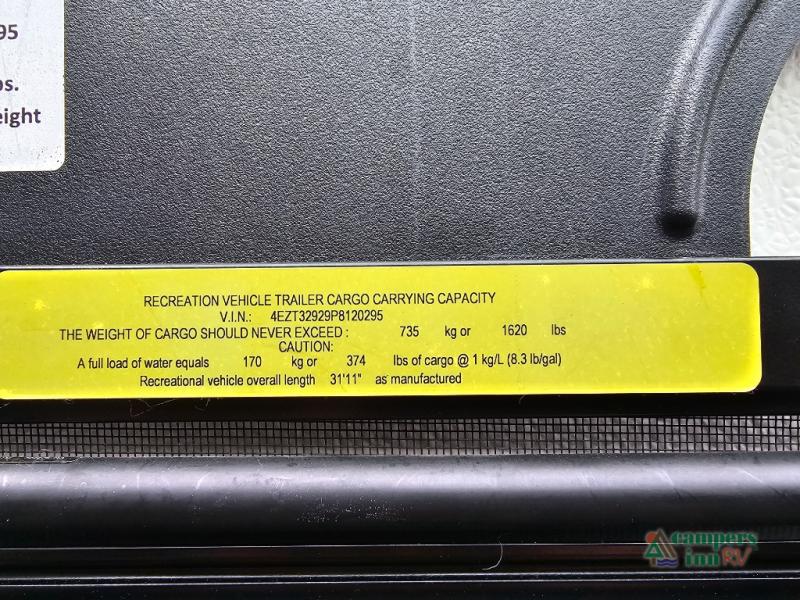 95
bs.
eight
RECREATION VEHICLE TRAILER CARGO CARRYING CAPACITY
V.I.N.: 4EZT32929P8120295
THE WEIGHT OF CARGO SHOULD NEVER EXCEED : 735 kg or 1620 lbs
CAUTION:
A full load of water equals 170 kg or 374 lbs of cargo @ 1 kg/L (8.3 lb/gal)
Recreational vehicle overall length 31'11" as manufactured
campers
inn RV